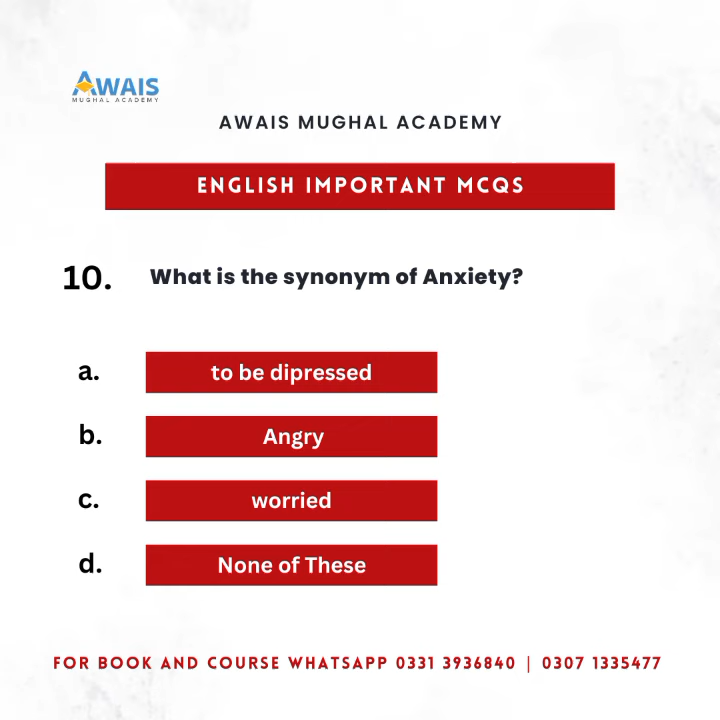 AWAIS
MUGHAL ACADEMY
AWAIS MUGHAL ACADEMY
ENGLISH IMPORTANT MCQS
10. What is the synonym of Anxiety?
a. to be dipressed
b. Angry
c. worried
d. None of These
FOR BOOK AND COURSE WHATSAPP 0331 3936840 | 0307 1335477